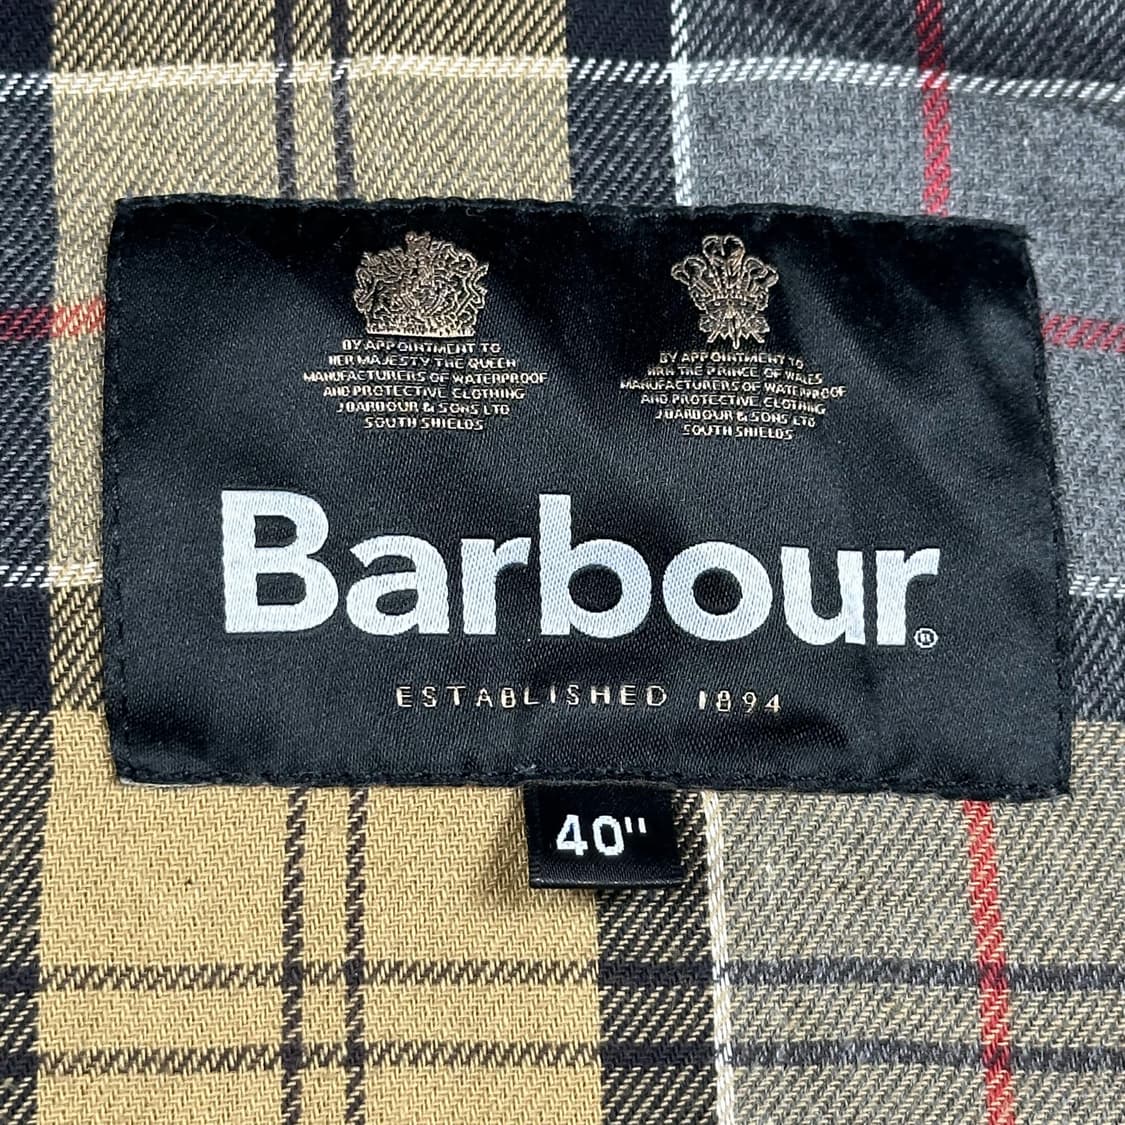 BY APPOINTMENT TO
HER MAJESTY THE QUEEN
MANUFACTURERS OF WATERPROOF
AND PROTECTIVE CLOTHING
J BARBOUR & SONS LTD
SOUTH SHIELDS
BY APPOINTMENT TO
HRH THE PRINCE OF WALES
MANUFACTURERS OF WATERPROOF
AND PROTECTIVE CLOTHING
J BARBOUR & SONS LTD
SOUTH SHIELDS
Barbour®
ESTABLISHED 1894
40"